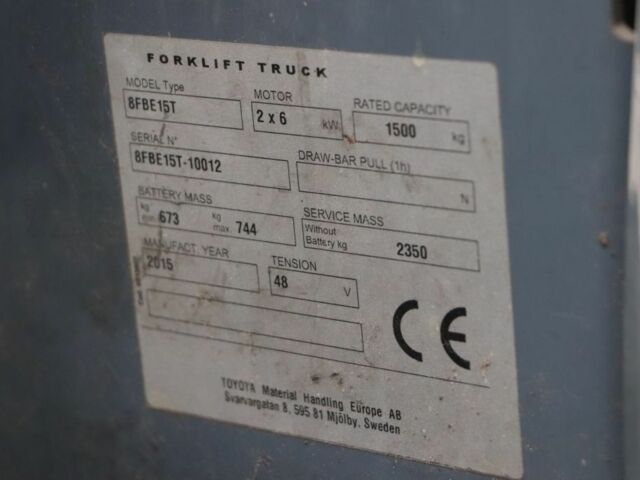 FORKLIFT TRUCK
MODEL Type
MOTOR
RATED CAPACITY
8FBE15T
2 x 6 kW
1500 kg
SERIAL N°
DRAW-BAR PULL (1h)
8FBE15T-10012
N
BATTERY MASS
SERVICE MASS
kg min 673 kg max. 744
Without Battery kg 2350
MANUFACT. YEAR
TENSION
2015
48 V
CE
TOYOTA Material Handling Europe AB
Svarvargatan 8, 595 81 Mjölby, Sweden